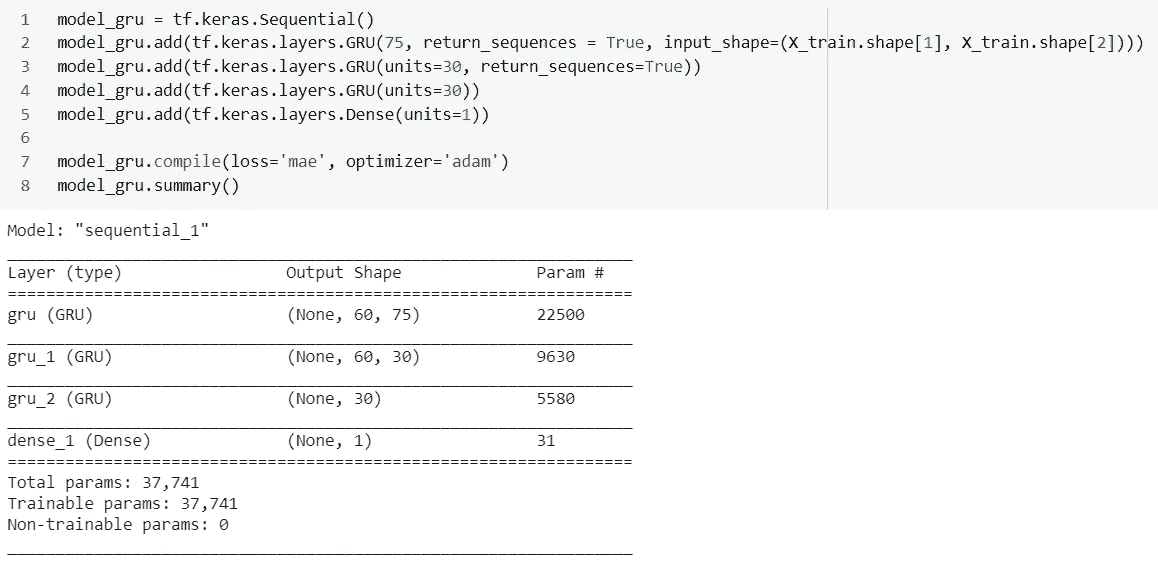 1 model_gru = tf.keras.Sequential()
2 model_gru.add(tf.keras.layers.GRU(75, return_sequences = True, input_shape=(X_train.shape[1], X_train.shape[2])))
3 model_gru.add(tf.keras.layers.GRU(units=30, return_sequences=True))
4 model_gru.add(tf.keras.layers.GRU(units=30))
5 model_gru.add(tf.keras.layers.Dense(units=1))
6
7 model_gru.compile(loss='mae', optimizer='adam')
8 model_gru.summary()
Model: "sequential_1"
Layer (type) Output Shape Param #
gru (GRU) (None, 60, 75) 22500
gru_1 (GRU) (None, 60, 30) 9630
gru_2 (GRU) (None, 30) 5580
dense_1 (Dense) (None, 1) 31
Total params: 37,741
Trainable params: 37,741
Non-trainable params: 0